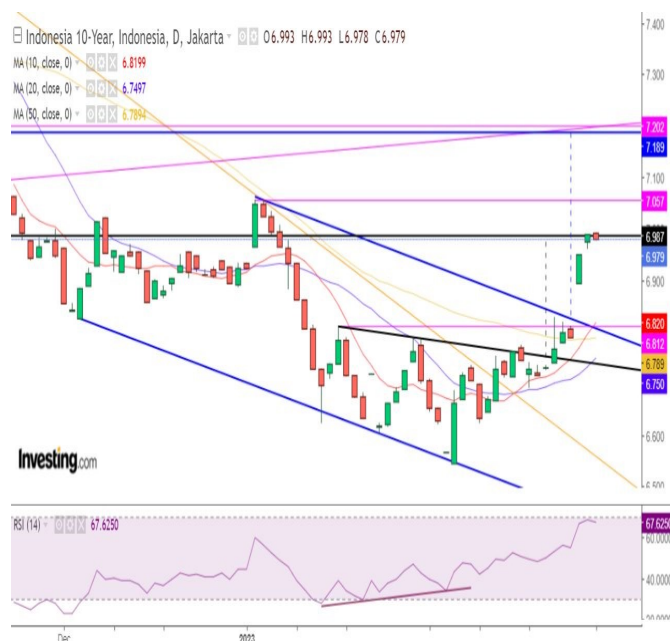 Indonesia 10-Year, Indonesia, D, Jakarta O6.993 H6.993 L6.978 C6.979
MA (10, close, 0) 6.8199
MA (20, close, 0) 6.7497
MA (50, close, 0) 6.7894
7.400
7.300
7.202
7.189
7.100
7.057
6.987
6.979
6.900
6.820
6.812
6.789
6.750
6.600
Investing.com
RSI (14) 67.6250
67.6250
60.0000
40.0000
Dec
2023